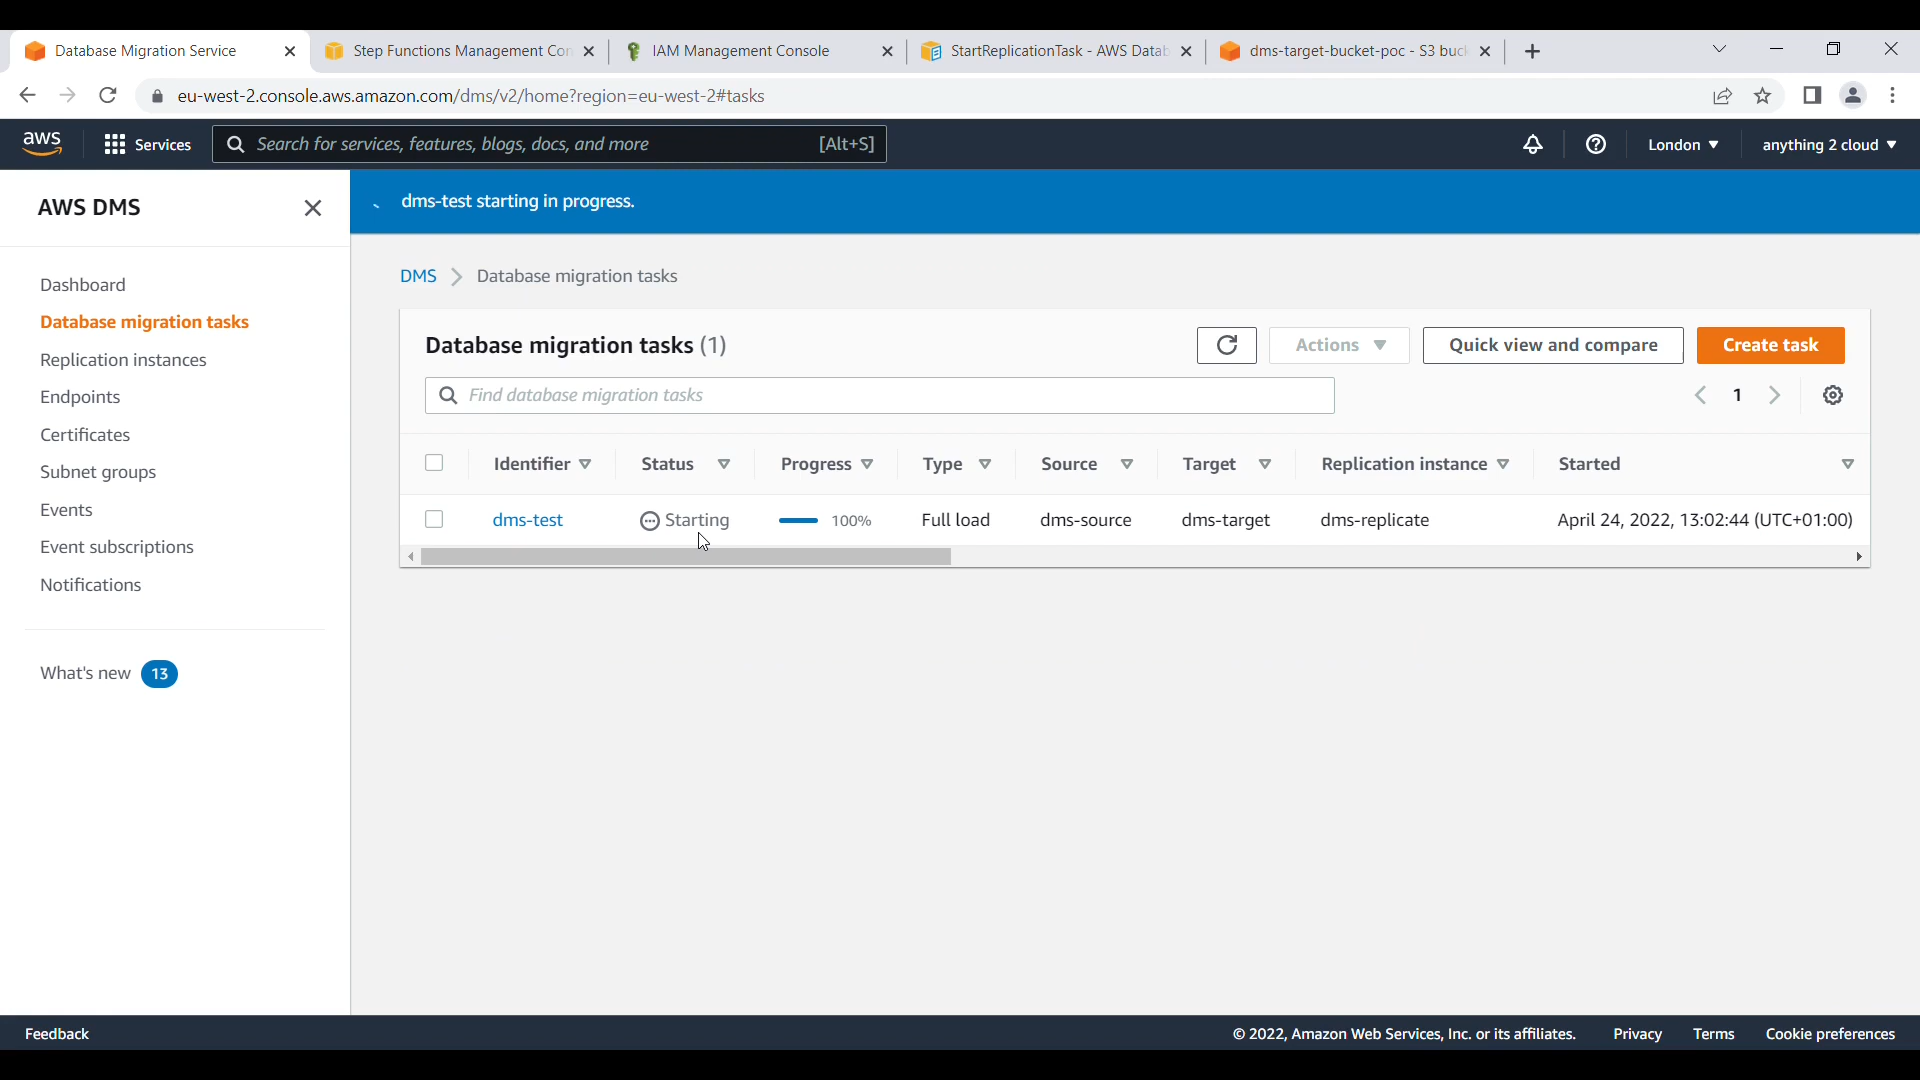 Database Migration Service
Step Functions Management Con
IAM Management Console
StartReplicationTask - AWS Datab
dms-target-bucket-poc - S3 buck
eu-west-2.console.aws.amazon.com/dms/v2/home?region=eu-west-2#tasks
aws
Services
Search for services, features, blogs, docs, and more
[Alt+S]
London
anything 2 cloud
AWS DMS
dms-test starting in progress.
Dashboard
Database migration tasks
Replication instances
Endpoints
Certificates
Subnet groups
Events
Event subscriptions
Notifications
What's new 13
DMS > Database migration tasks
Database migration tasks (1)
Actions
Quick view and compare
Create task
Find database migration tasks
1
Identifier Status Progress Type Source Target Replication instance Started
dms-test Starting 100% Full load dms-source dms-target dms-replicate April 24, 2022, 13:02:44 (UTC+01:00)
Feedback
© 2022, Amazon Web Services, Inc. or its affiliates. Privacy Terms Cookie preferences